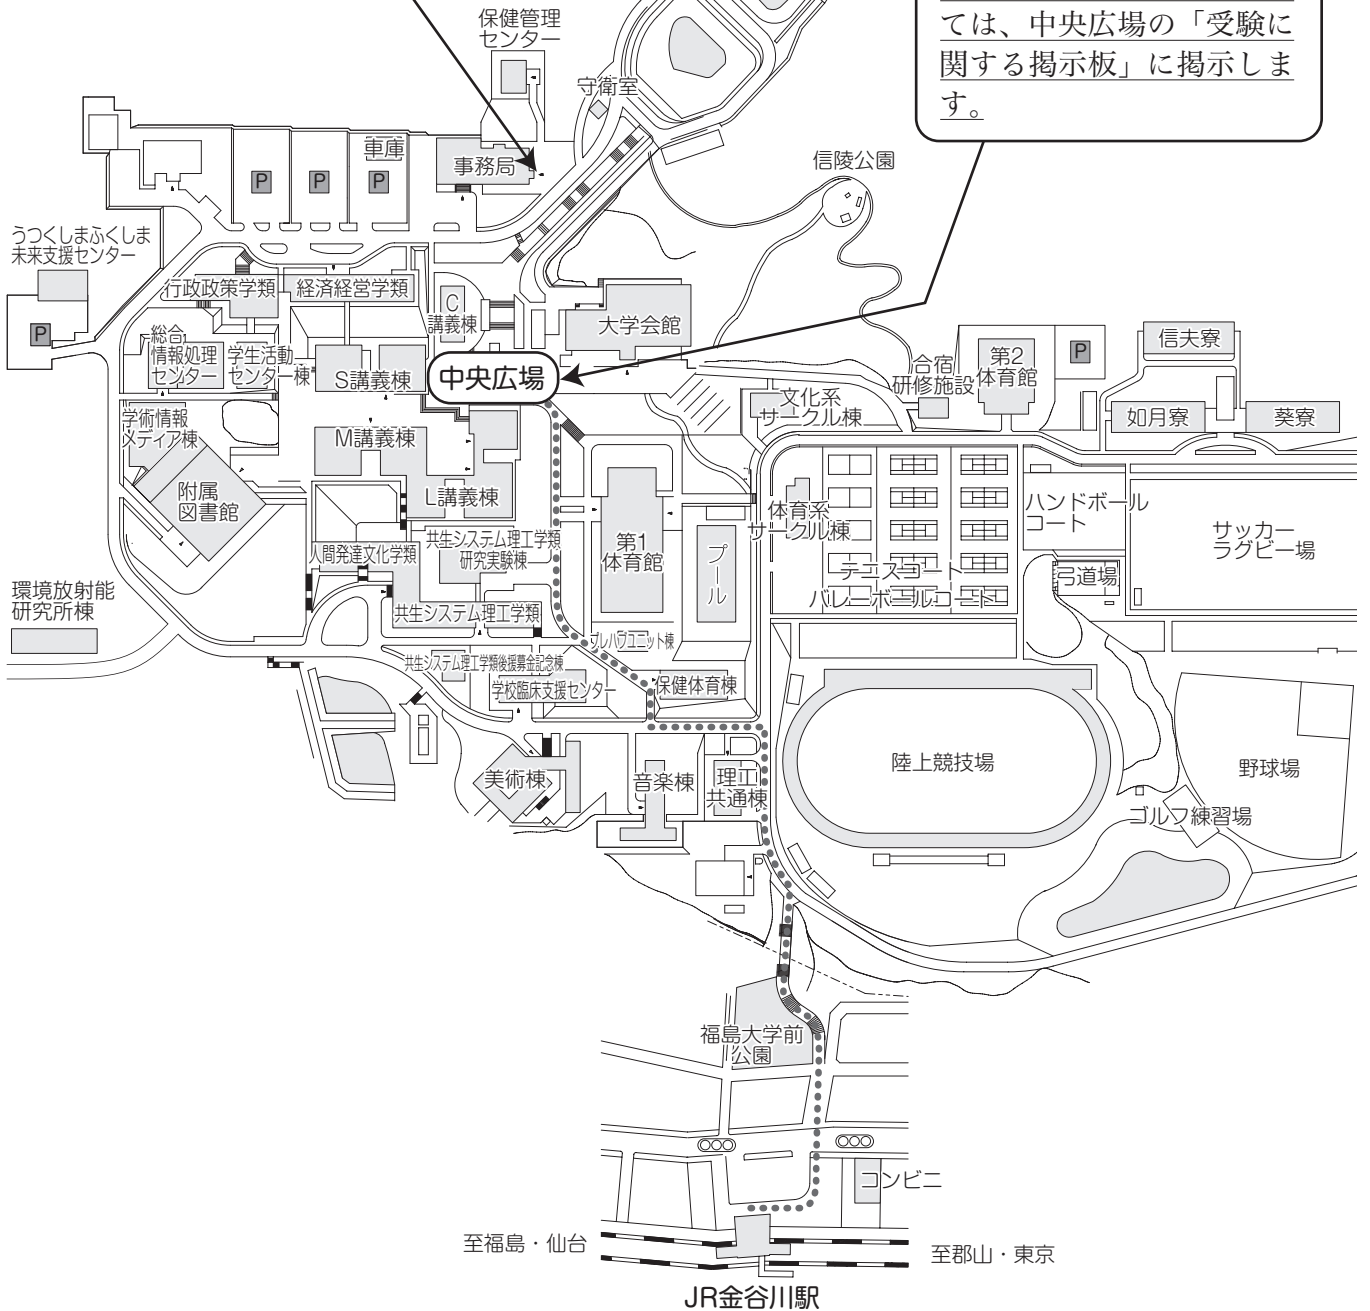 保健管理
センター
ては、中央広場の「受験に
関する掲示板」に掲示しま
す。
守衛室
車庫
事務局
信陵公園
P
P
P
うつくしまふくしま
未来支援センター
行政政策学類
経済経営学類
C
講義棟
大学会館
P
総合
情報処理
センター
学生活動
センター棟
S講義棟
中央広場
合宿
研修施設
第2
体育館
P
信夫寮
文化系
サークル棟
如月寮
葵寮
学術情報
メディア棟
M講義棟
附属
図書館
L講義棟
体育系
サークル棟
ハンドボール
コート
サッカー
ラグビー場
人間発達文化学類
共生システム理工学類
研究実験棟
第1
体育館
プール
テニスコート
バレーボールコート
弓道場
環境放射能
研究所棟
共生システム理工学類
プレハブユニット棟
共生システム理工学類後援募金記念棟
学校臨床支援センター
保健体育棟
美術棟
音楽棟
理工
共通棟
陸上競技場
野球場
ゴルフ練習場
福島大学前
公園
コンビニ
至福島・仙台
至郡山・東京
JR金谷川駅